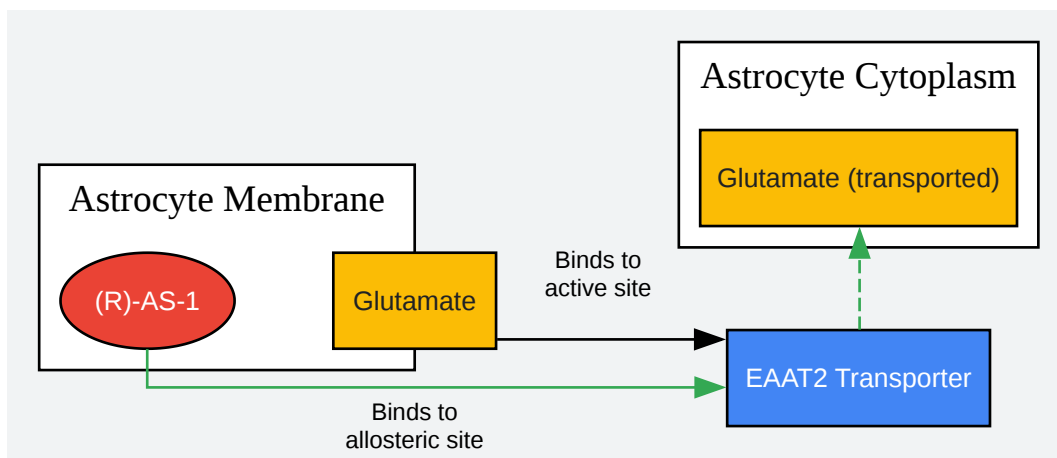 Astrocyte Cytoplasm
Glutamate (transported)
Astrocyte Membrane
(R)-AS-1
Glutamate
Binds to
active site
EAAT2 Transporter
Binds to
allosteric site